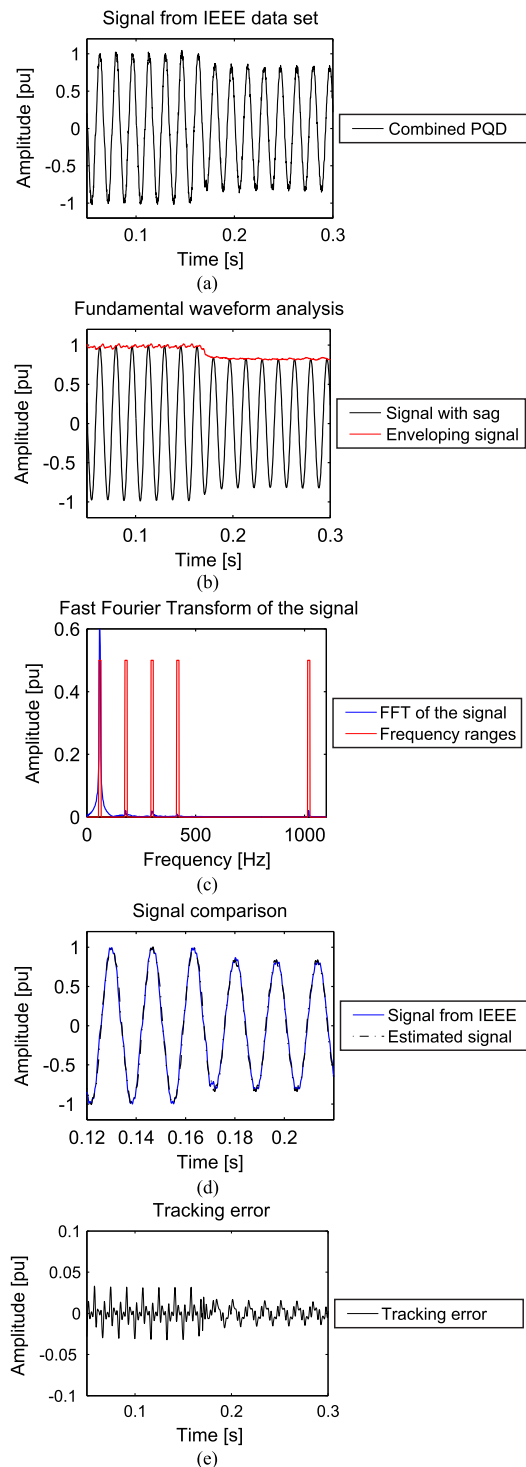 Signal from IEEE data set
1
0.5
0
-0.5
-1
Amplitude [pu]
0.1
0.2
0.3
Time [s]
Combined PQD
(a)
Fundamental waveform analysis
1
0.5
0
-0.5
-1
Amplitude [pu]
0.1
0.2
0.3
Time [s]
Signal with sag
Enveloping signal
(b)
Fast Fourier Transform of the signal
0.6
0.4
0.2
0
Amplitude [pu]
0
500
1000
Frequency [Hz]
FFT of the signal
Frequency ranges
(c)
Signal comparison
1
0.5
0
-0.5
-1
Amplitude [pu]
0.12
0.14
0.16
0.18
0.2
Time [s]
Signal from IEEE
Estimated signal
(d)
Tracking error
0.1
0.05
0
-0.05
-0.1
Amplitude [pu]
0.1
0.2
0.3
Time [s]
Tracking error
(e)